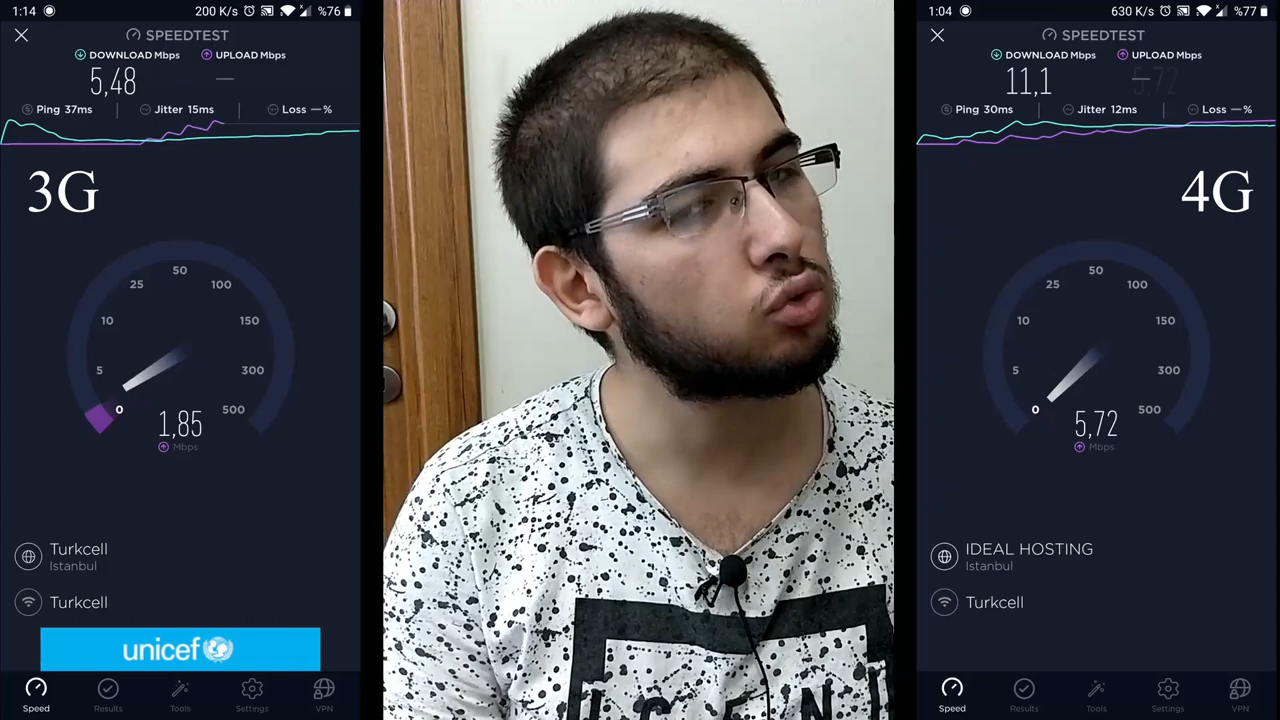 1:14 200 K/s %76
SPEEDTEST
DOWNLOAD Mbps UPLOAD Mbps
5,48 —
Ping 37ms Jitter 15ms Loss — %
3G
0 5 10 25 50 100 150 300 500
1,85
Mbps
Turkcell
Istanbul
Turkcell
unicef
Speed Results Tools Settings VPN
1:04 630 K/s %77
SPEEDTEST
DOWNLOAD Mbps UPLOAD Mbps
11,1 5,72
Ping 30ms Jitter 12ms Loss — %
4G
0 5 10 25 50 100 150 300 500
5,72
Mbps
IDEAL HOSTING
Istanbul
Turkcell
Speed Results Tools Settings VPN